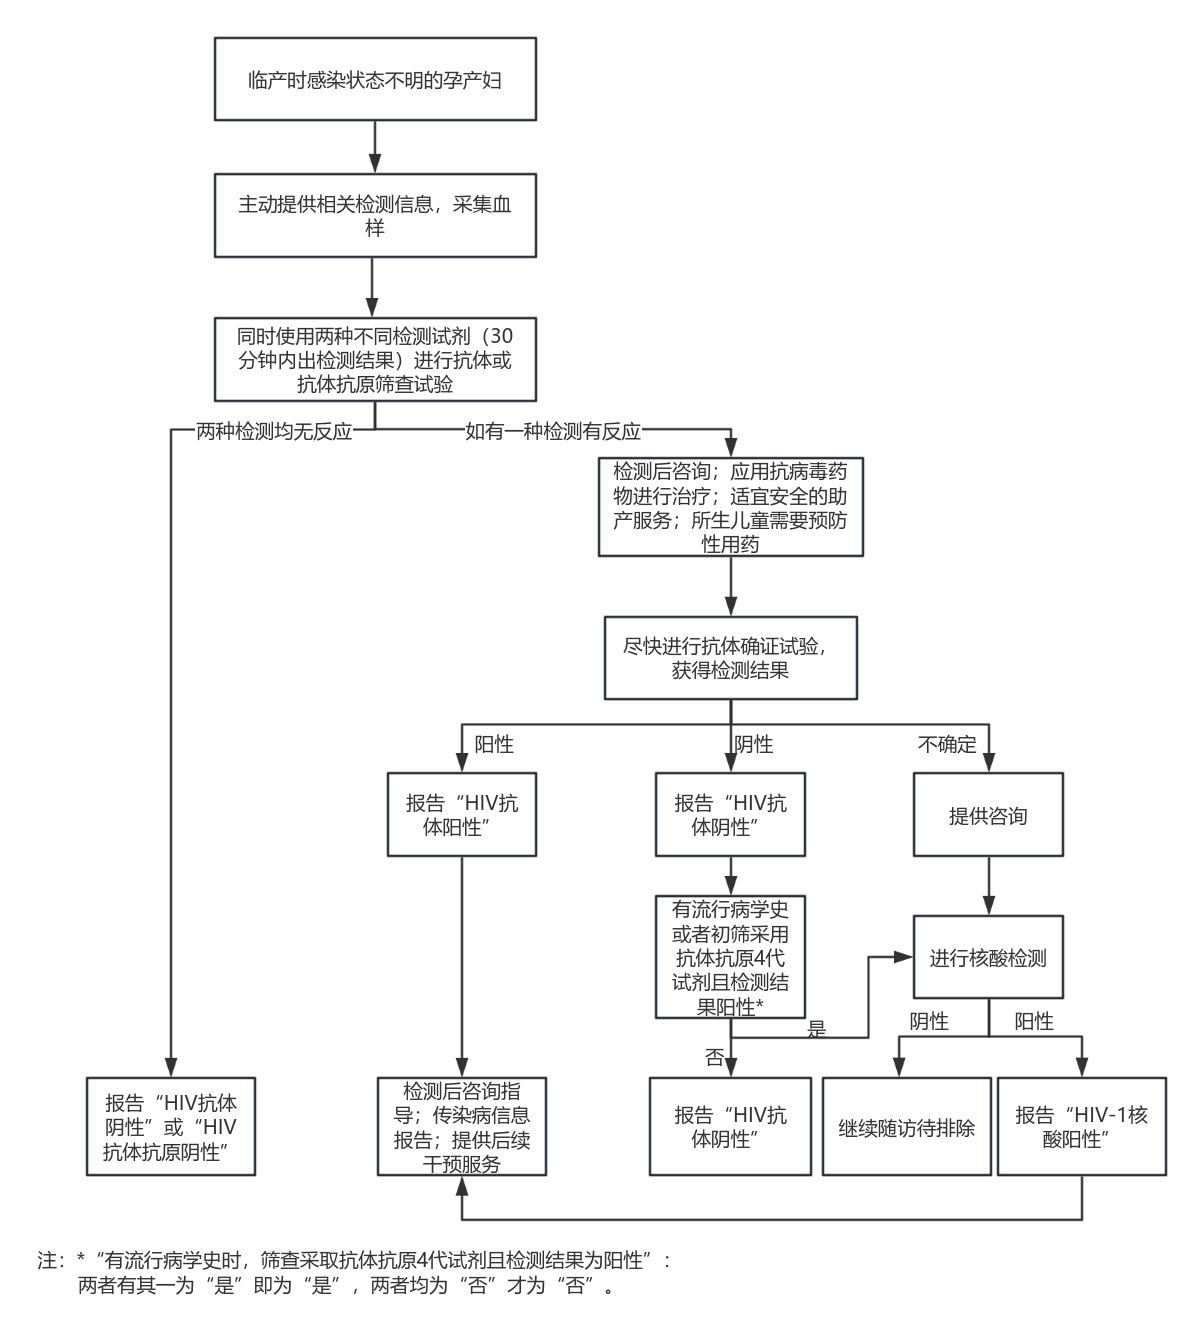 临产时感染状态不明的孕产妇
主动提供相关检测信息，采集血
样
同时使用两种不同检测试剂（30
分钟内出检测结果）进行抗体或
抗体抗原筛查试验
两种检测均无反应
如有一种检测有反应
检测后咨询；应用抗病毒药
物进行治疗；适宜安全的助
产服务；所生儿童需要预防
性用药
尽快进行抗体确证试验，
获得检测结果
阳性
阴性
不确定
报告“HIV抗
体阳性”
报告“HIV抗
体阴性”
提供咨询
有流行病学史
或者初筛采用
抗体抗原4代
试剂且检测结
果阳性*
进行核酸检测
是
否
阴性
阳性
报告“HIV抗体
阴性”或“HIV
抗体抗原阴性”
检测后咨询指
导；传染病信息
报告；提供后续
干预服务
报告“HIV抗
体阴性”
继续随访待排除
报告“HIV-1核
酸阳性”
注：*“有流行病学史时，筛查采取抗体抗原4代试剂且检测结果为阳性”：
两者有其一为“是”即为“是”，两者均为“否”才为“否”。